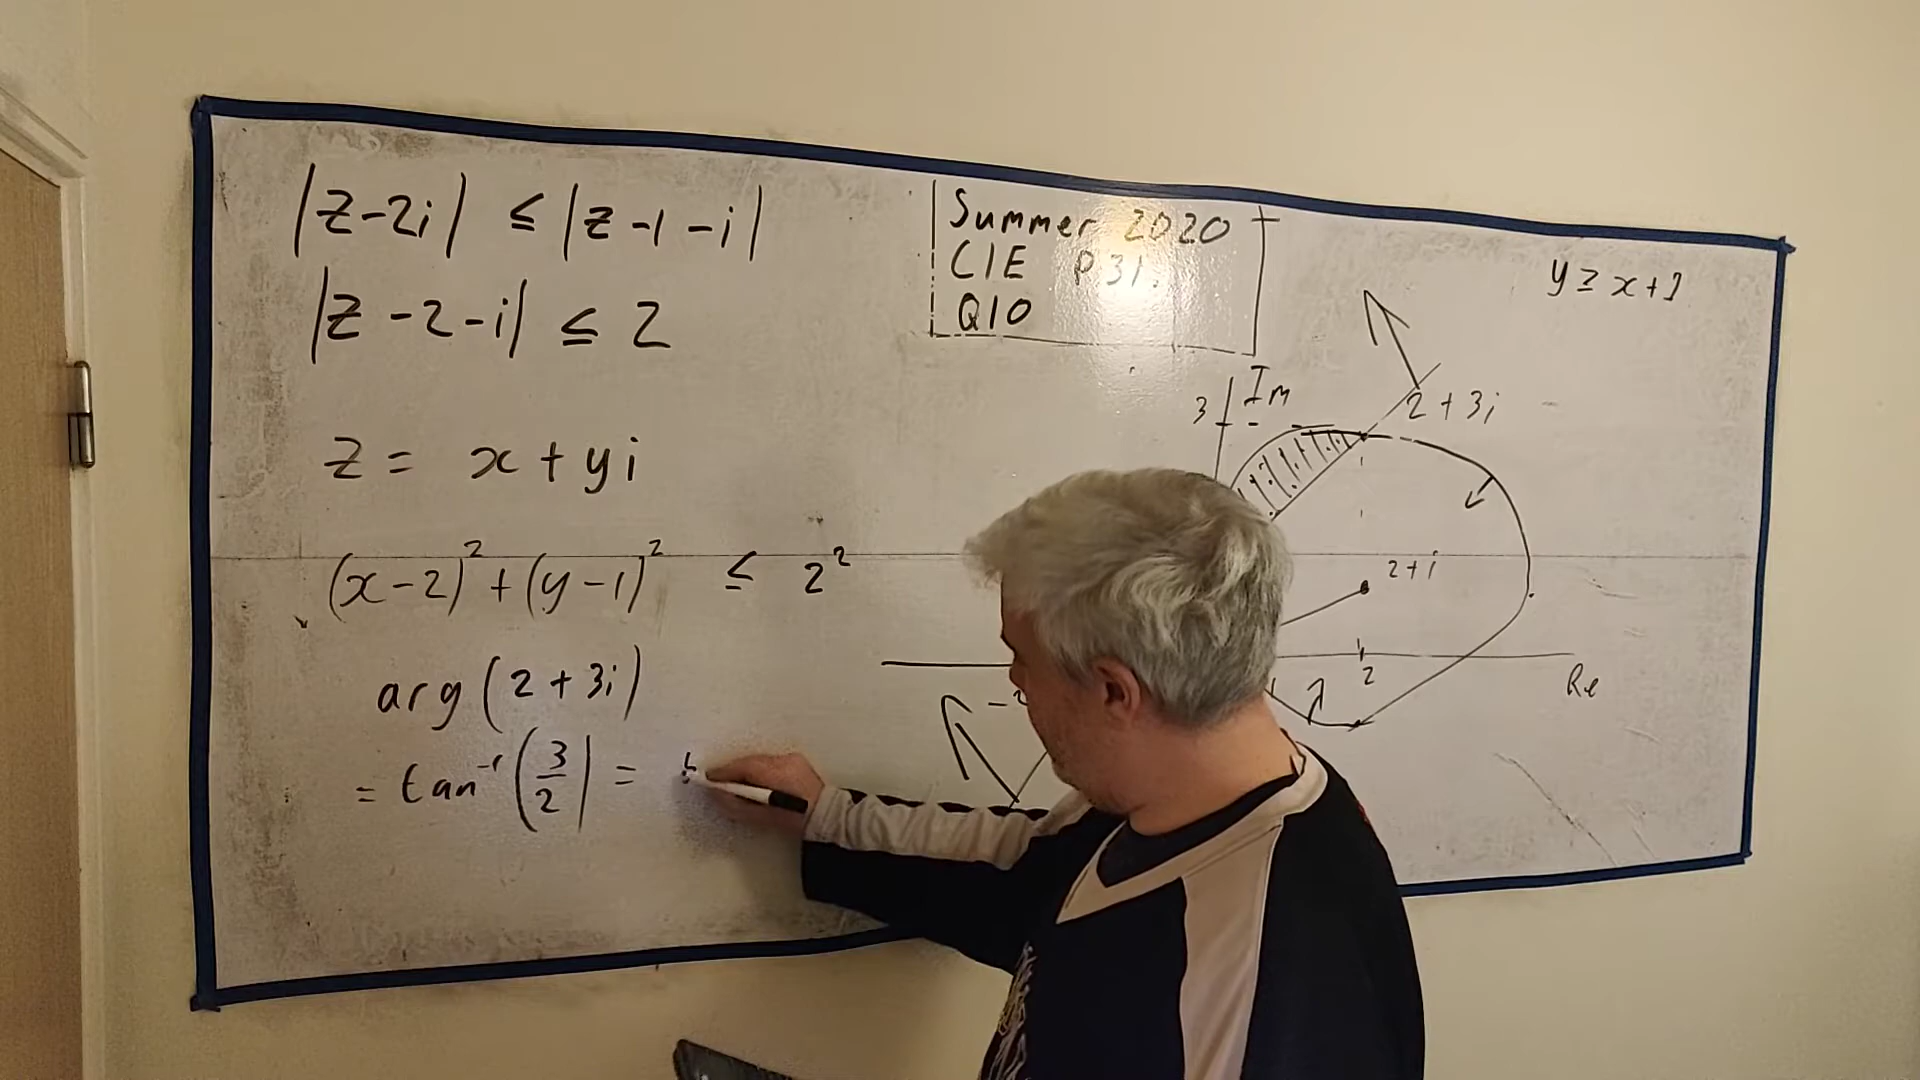 |z-2i| ≤ |z-1-i|
|z-2-i| ≤ 2
z = x+yi
(x-2)²+(y-1)² ≤ 2²
arg(2+3i)
= tan⁻¹(3/2) =
Summer 2020
CIE P31.
Q10
y ≥ x+1
3 Im
2+3i
2+i
2
Re